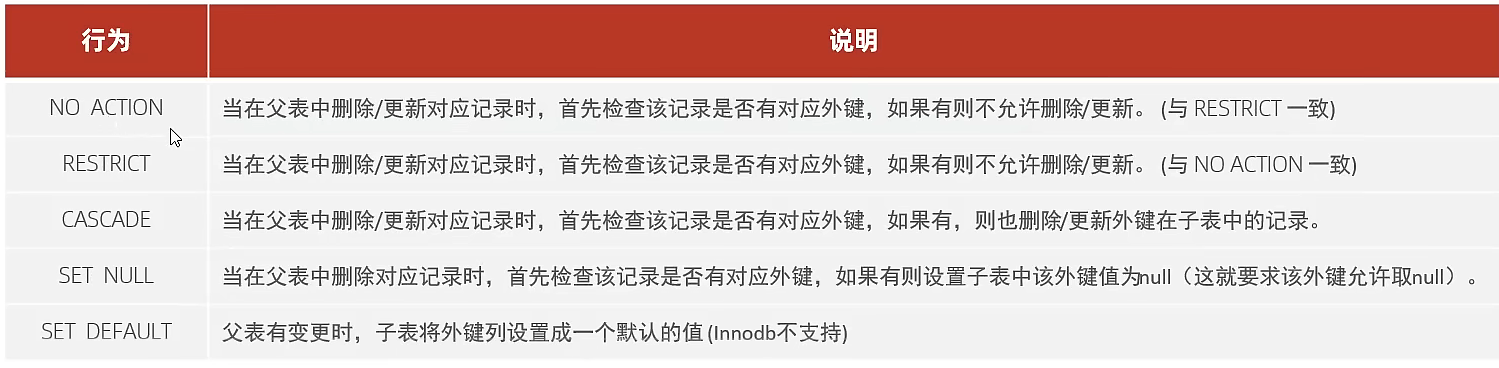 行为 说明
NO ACTION 当在父表中删除/更新对应记录时，首先检查该记录是否有对应外键，如果有则不允许删除/更新。 (与 RESTRICT 一致)
RESTRICT 当在父表中删除/更新对应记录时，首先检查该记录是否有对应外键，如果有则不允许删除/更新。 (与 NO ACTION 一致)
CASCADE 当在父表中删除/更新对应记录时，首先检查该记录是否有对应外键，如果有，则也删除/更新外键在子表中的记录。
SET NULL 当在父表中删除对应记录时，首先检查该记录是否有对应外键，如果有则设置子表中该外键值为null（这就要求该外键允许取null）。
SET DEFAULT 父表有变更时，子表将外键列设置成一个默认的值 (Innodb不支持)